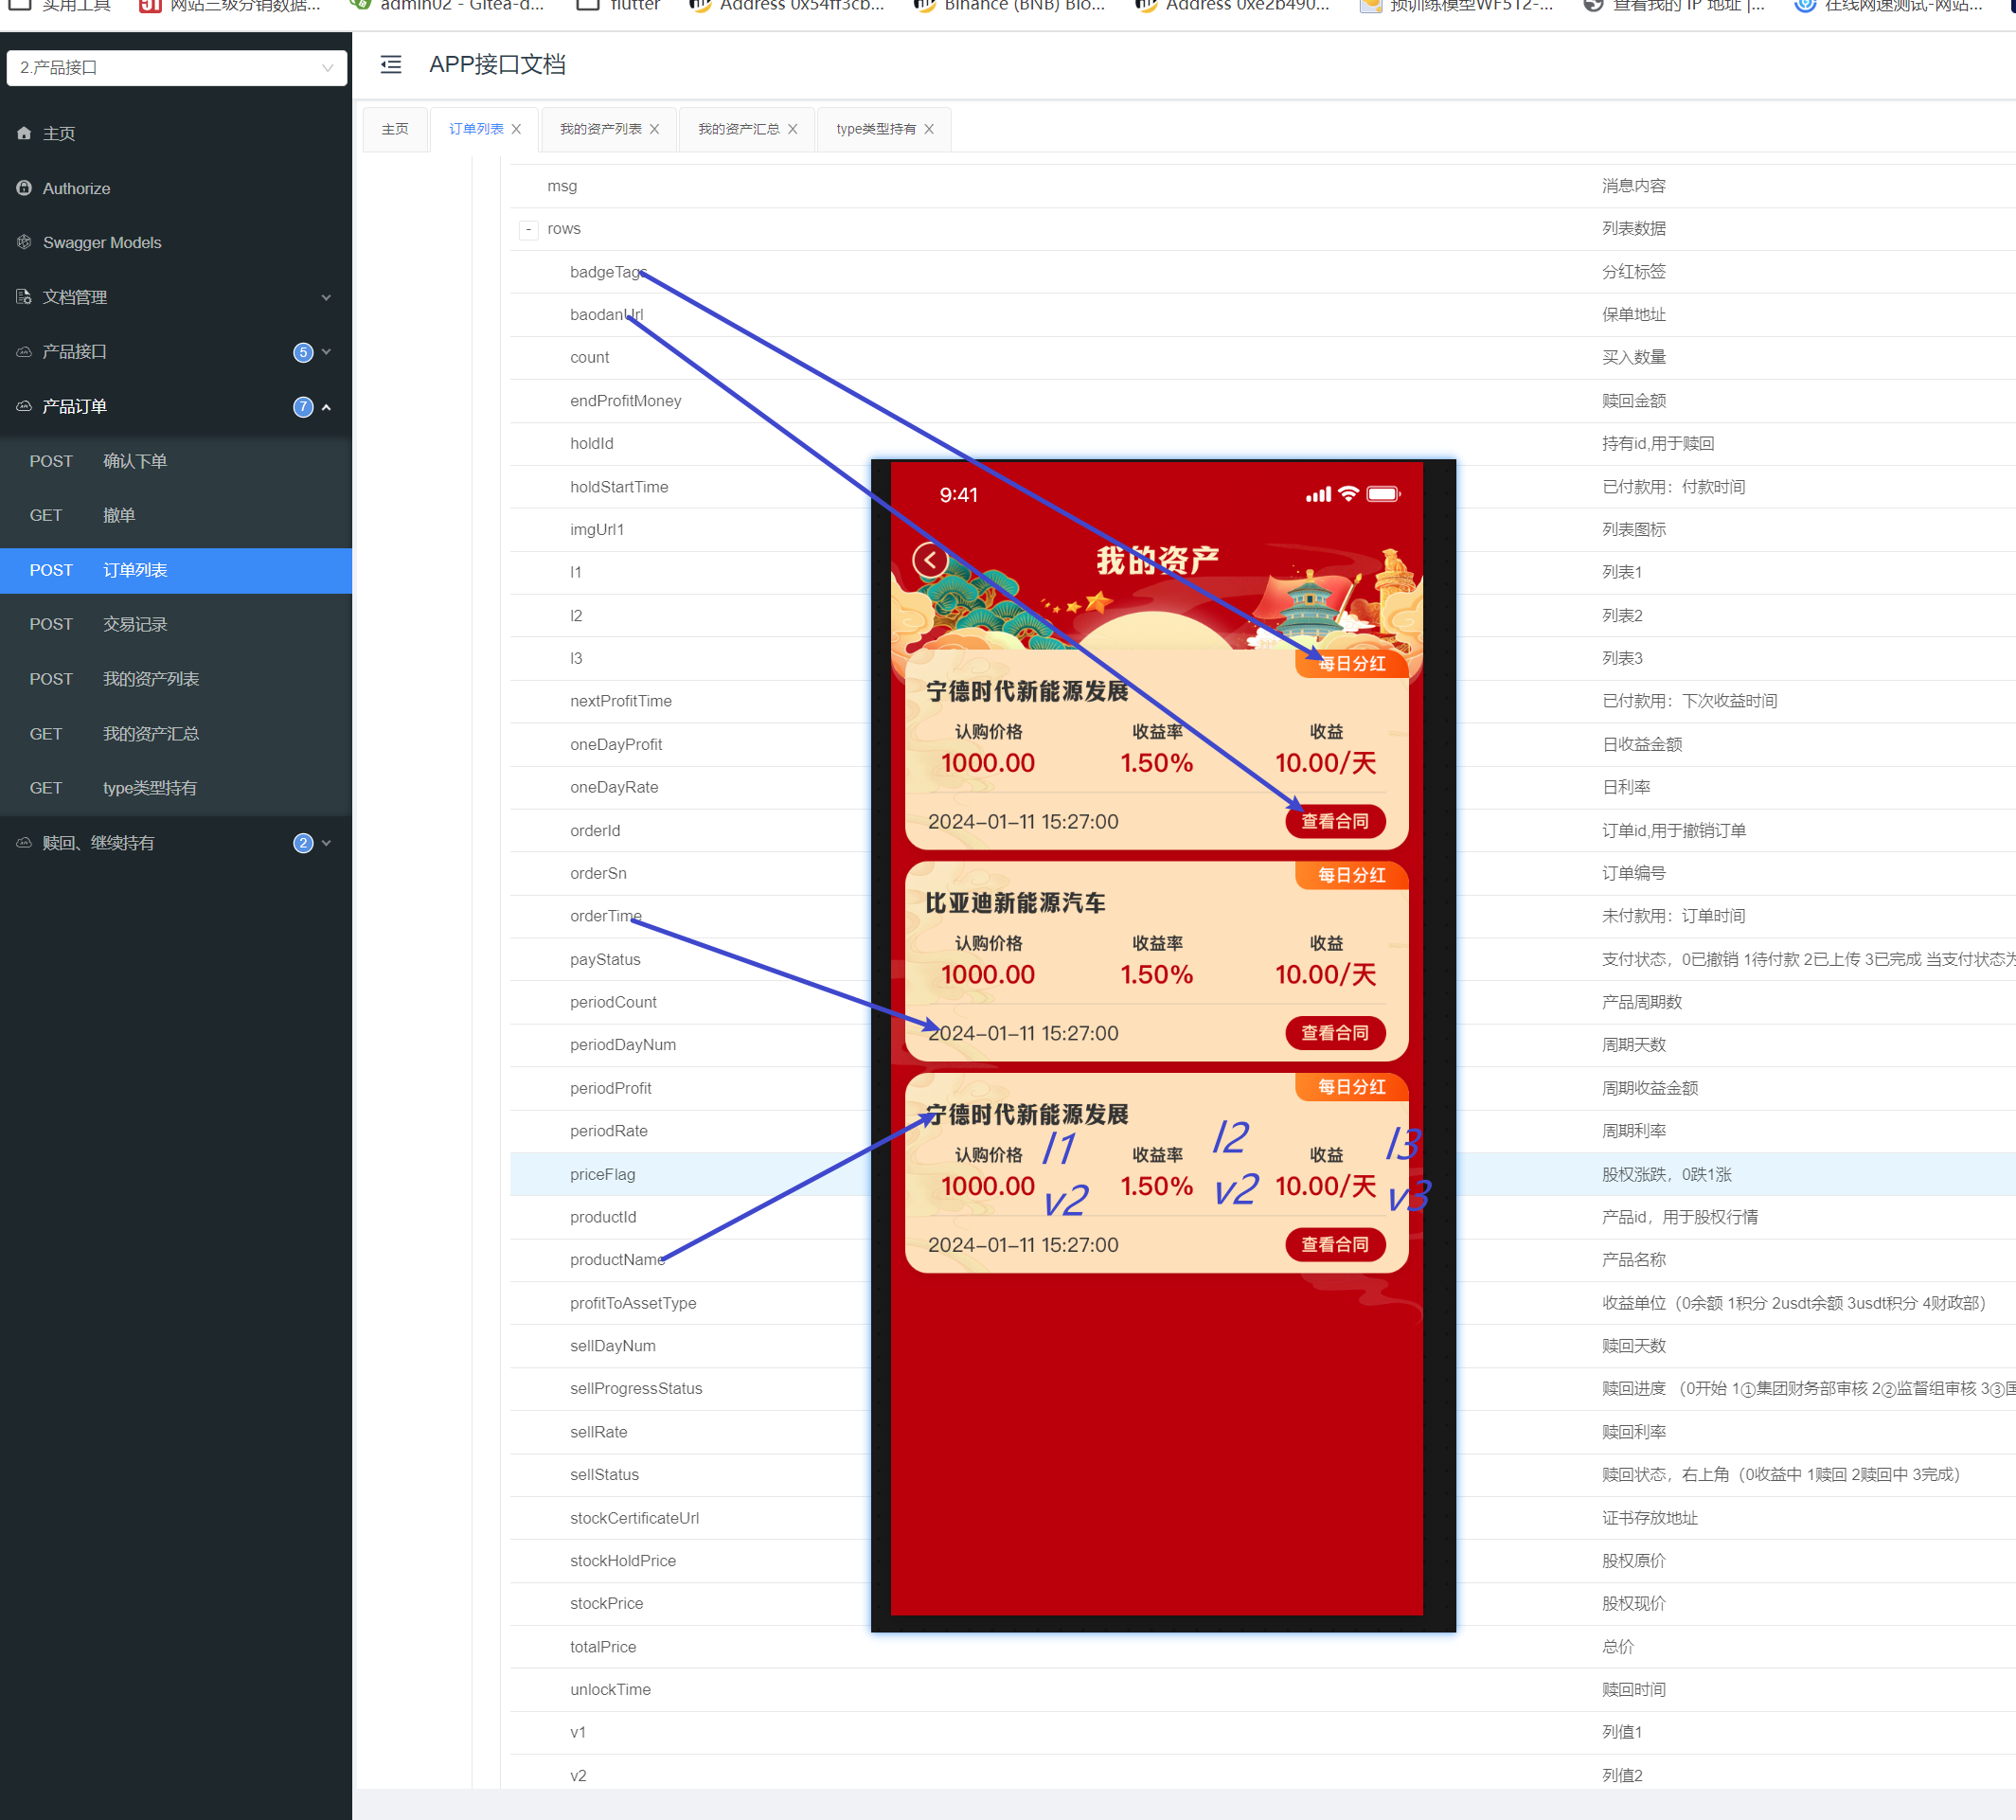 实用工具
网站三级分销数据...
admin02 - Gitea-d...
flutter
Address 0x54ff3cb...
Binance (BNB) Blo...
Address 0xe2b490...
预训练模型WF512-...
查看我的 IP 地址 |...
在线网速测试-网站...
2.产品接口
APP接口文档
主页
订单列表
我的资产列表
我的资产汇总
type类型持有
主页
Authorize
Swagger Models
文档管理
产品接口 5
产品订单 7
POST 确认下单
GET 撤单
POST 订单列表
POST 交易记录
POST 我的资产列表
GET 我的资产汇总
GET type类型持有
赎回、继续持有 2
msg 消息内容
- rows 列表数据
badgeTags 分红标签
baodanUrl 保单地址
count 买入数量
endProfitMoney 赎回金额
holdId 持有id,用于赎回
holdStartTime 已付款用：付款时间
imgUrl1 列表图标
l1 列表1
l2 列表2
l3 列表3
nextProfitTime 已付款用：下次收益时间
oneDayProfit 日收益金额
oneDayRate 日利率
orderId 订单id,用于撤销订单
orderSn 订单编号
orderTime 未付款用：订单时间
payStatus 支付状态，0已撤销 1待付款 2已上传 3已完成 当支付状态为
periodCount 产品周期数
periodDayNum 周期天数
periodProfit 周期收益金额
periodRate 周期利率
priceFlag 股权涨跌，0跌1涨
productId 产品id，用于股权行情
productName 产品名称
profitToAssetType 收益单位（0余额 1积分 2usdt余额 3usdt积分 4财政部）
sellDayNum 赎回天数
sellProgressStatus 赎回进度 （0开始 1①集团财务部审核 2②监督组审核 3③国
sellRate 赎回利率
sellStatus 赎回状态，右上角（0收益中 1赎回 2赎回中 3完成）
stockCertificateUrl 证书存放地址
stockHoldPrice 股权原价
stockPrice 股权现价
totalPrice 总价
unlockTime 赎回时间
v1 列值1
v2 列值2
9:41
我的资产
每日分红
宁德时代新能源发展
认购价格 收益率 收益
1000.00 1.50% 10.00/天
2024-01-11 15:27:00 查看合同
每日分红
比亚迪新能源汽车
认购价格 收益率 收益
1000.00 1.50% 10.00/天
2024-01-11 15:27:00 查看合同
每日分红
宁德时代新能源发展
认购价格 l1 收益率 l2 收益 l3
1000.00 v2 1.50% v2 10.00/天 v3
2024-01-11 15:27:00 查看合同